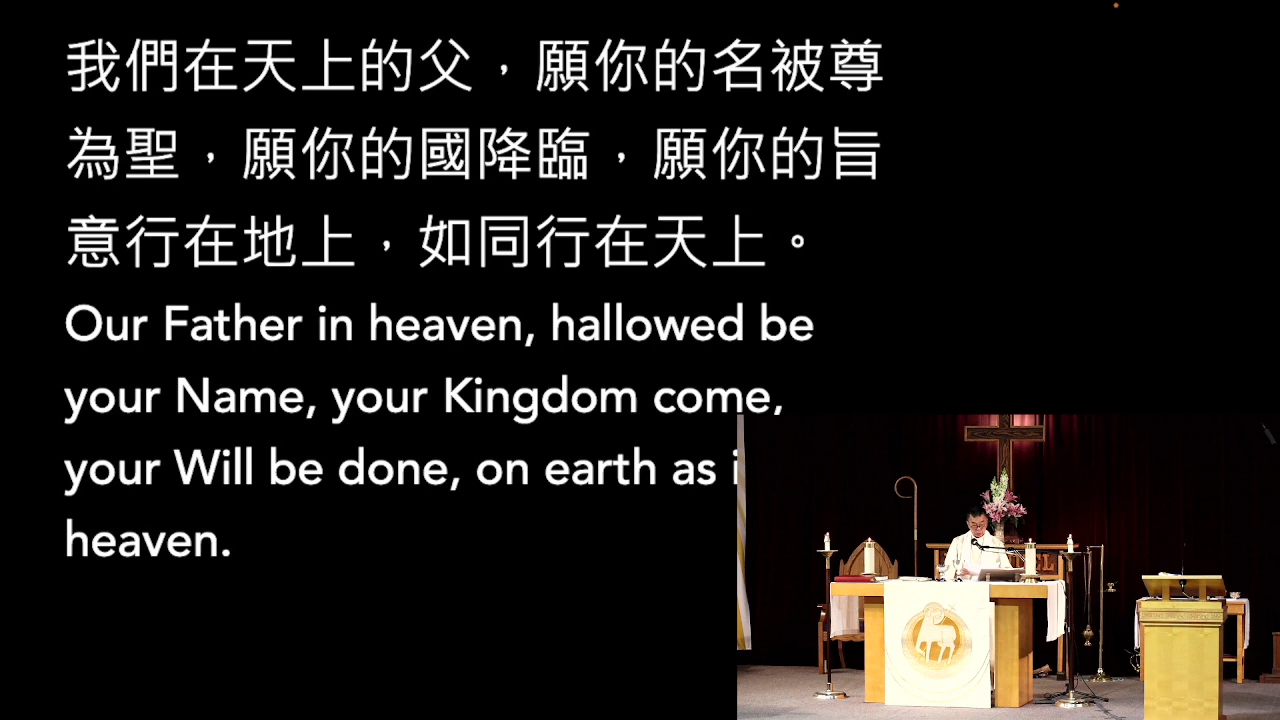 我們在天上的父，願你的名被尊
為聖，願你的國降臨，願你的旨
意行在地上，如同行在天上。
Our Father in heaven, hallowed be
your Name, your Kingdom come,
your Will be done, on earth as
heaven.